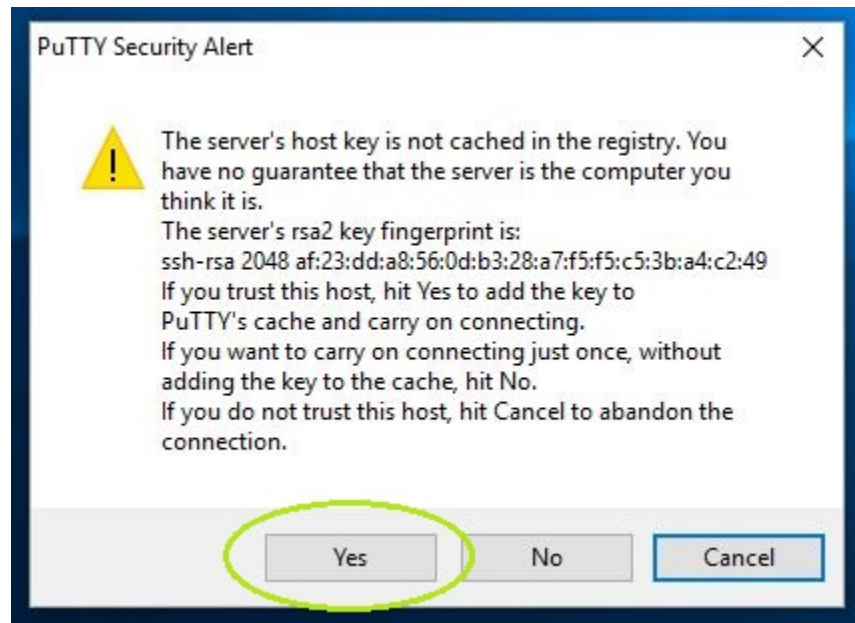 PuTTY Security Alert
The server's host key is not cached in the registry. You
have no guarantee that the server is the computer you
think it is.
The server's rsa2 key fingerprint is:
ssh-rsa 2048 af:23:dd:a8:56:0d:b3:28:a7:f5:f5:c5:3b:a4:c2:49
If you trust this host, hit Yes to add the key to
PuTTY's cache and carry on connecting.
If you want to carry on connecting just once, without
adding the key to the cache, hit No.
If you do not trust this host, hit Cancel to abandon the
connection.
Yes No Cancel